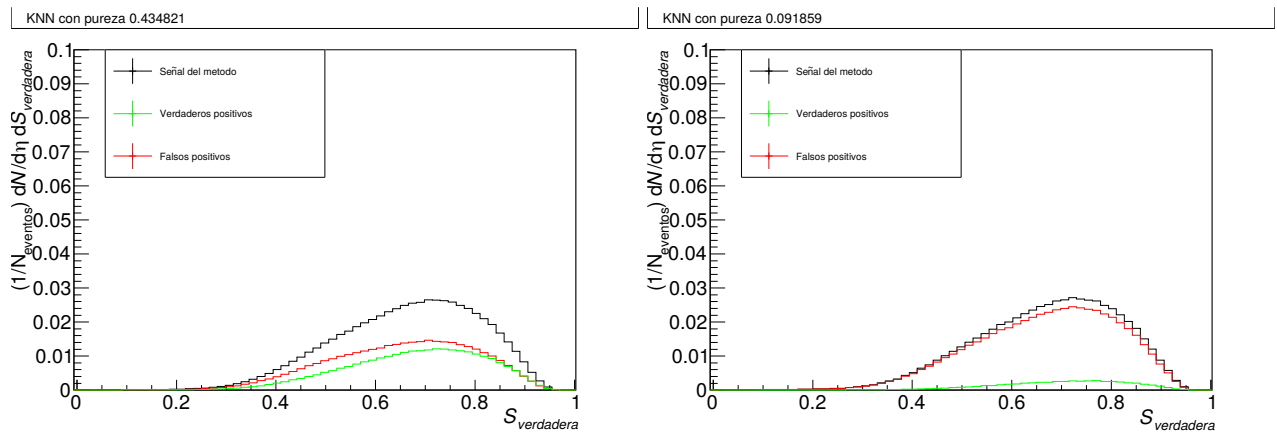 KNN con pureza 0.434821
(1/N_eventos) dN/dη dS_verdadera
0.1
0.09
0.08
0.07
0.06
0.05
0.04
0.03
0.02
0.01
0
Señal del metodo
Verdaderos positivos
Falsos positivos
0 0.2 0.4 0.6 0.8 1
S_verdadera
KNN con pureza 0.091859
(1/N_eventos) dN/dη dS_verdadera
0.1
0.09
0.08
0.07
0.06
0.05
0.04
0.03
0.02
0.01
0
Señal del metodo
Verdaderos positivos
Falsos positivos
0 0.2 0.4 0.6 0.8 1
S_verdadera